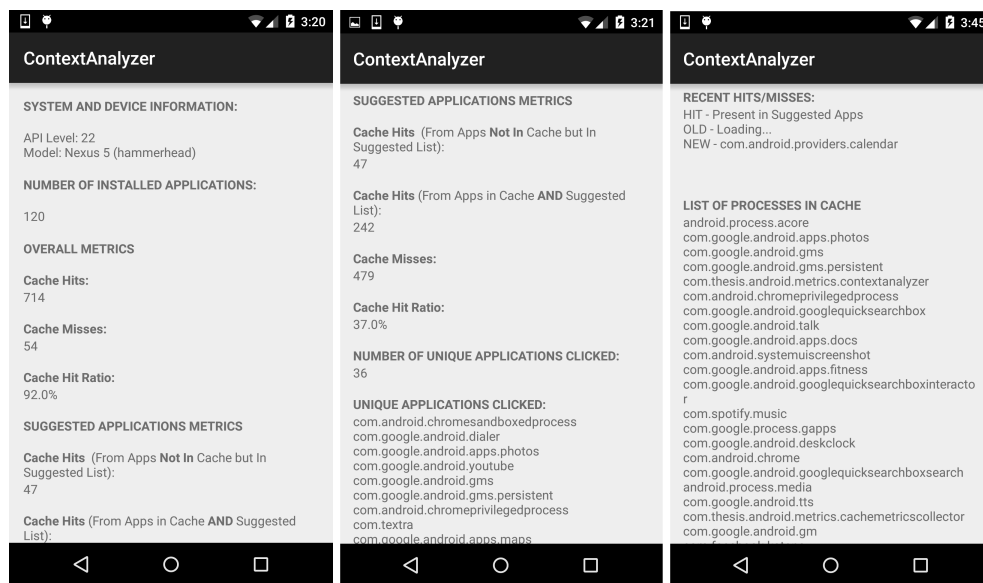 3:20
ContextAnalyzer
SYSTEM AND DEVICE INFORMATION:
API Level: 22
Model: Nexus 5 (hammerhead)
NUMBER OF INSTALLED APPLICATIONS:
120
OVERALL METRICS
Cache Hits:
714
Cache Misses:
54
Cache Hit Ratio:
92.0%
SUGGESTED APPLICATIONS METRICS
Cache Hits (From Apps Not In Cache but In
Suggested List):
47
Cache Hits (From Apps in Cache AND Suggested
List):
3:21
ContextAnalyzer
SUGGESTED APPLICATIONS METRICS
Cache Hits (From Apps Not In Cache but In
Suggested List):
47
Cache Hits (From Apps in Cache AND Suggested
List):
242
Cache Misses:
479
Cache Hit Ratio:
37.0%
NUMBER OF UNIQUE APPLICATIONS CLICKED:
36
UNIQUE APPLICATIONS CLICKED:
com.android.chromesandboxedprocess
com.google.android.dialer
com.google.android.apps.photos
com.google.android.youtube
com.google.android.gms
com.google.android.gms.persistent
com.android.chromeprivilegedprocess
com.textra
com.google.android.apps.maps
3:45
ContextAnalyzer
RECENT HITS/MISSES:
HIT - Present in Suggested Apps
OLD - Loading...
NEW - com.android.providers.calendar
LIST OF PROCESSES IN CACHE
android.process.acore
com.google.android.apps.photos
com.google.android.gms
com.google.android.gms.persistent
com.thesis.android.metrics.contextanalyzer
com.android.chromeprivilegedprocess
com.google.android.googlequicksearchbox
com.google.android.talk
com.google.android.apps.docs
com.android.systemuiscreenshot
com.google.android.apps.fitness
com.google.android.googlequicksearchboxinteracto
r
com.spotify.music
com.google.process.gapps
com.google.android.deskclock
com.android.chrome
com.google.android.googlequicksearchboxsearch
android.process.media
com.google.android.tts
com.thesis.android.metrics.cachemetricscollector
com.google.android.gm